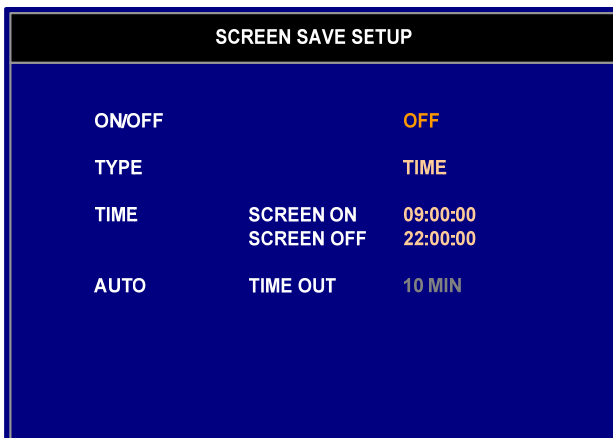 SCREEN SAVE SETUP
ON/OFF OFF
TYPE TIME
TIME SCREEN ON 09:00:00
SCREEN OFF 22:00:00
AUTO TIME OUT 10 MIN